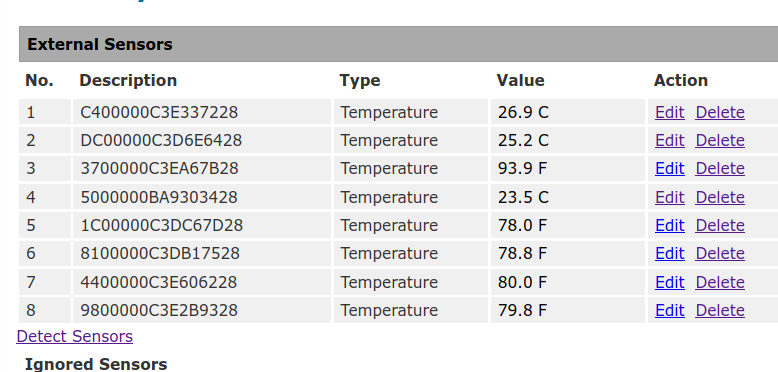 External Sensors
No. Description Type Value Action
1 C400000C3E337228 Temperature 26.9 C Edit Delete
2 DC00000C3D6E6428 Temperature 25.2 C Edit Delete
3 3700000C3EA67B28 Temperature 93.9 F Edit Delete
4 5000000BA9303428 Temperature 23.5 C Edit Delete
5 1C00000C3DC67D28 Temperature 78.0 F Edit Delete
6 8100000C3DB17528 Temperature 78.8 F Edit Delete
7 4400000C3E606228 Temperature 80.0 F Edit Delete
8 9800000C3E2B9328 Temperature 79.8 F Edit Delete
Detect Sensors
Ignored Sensors